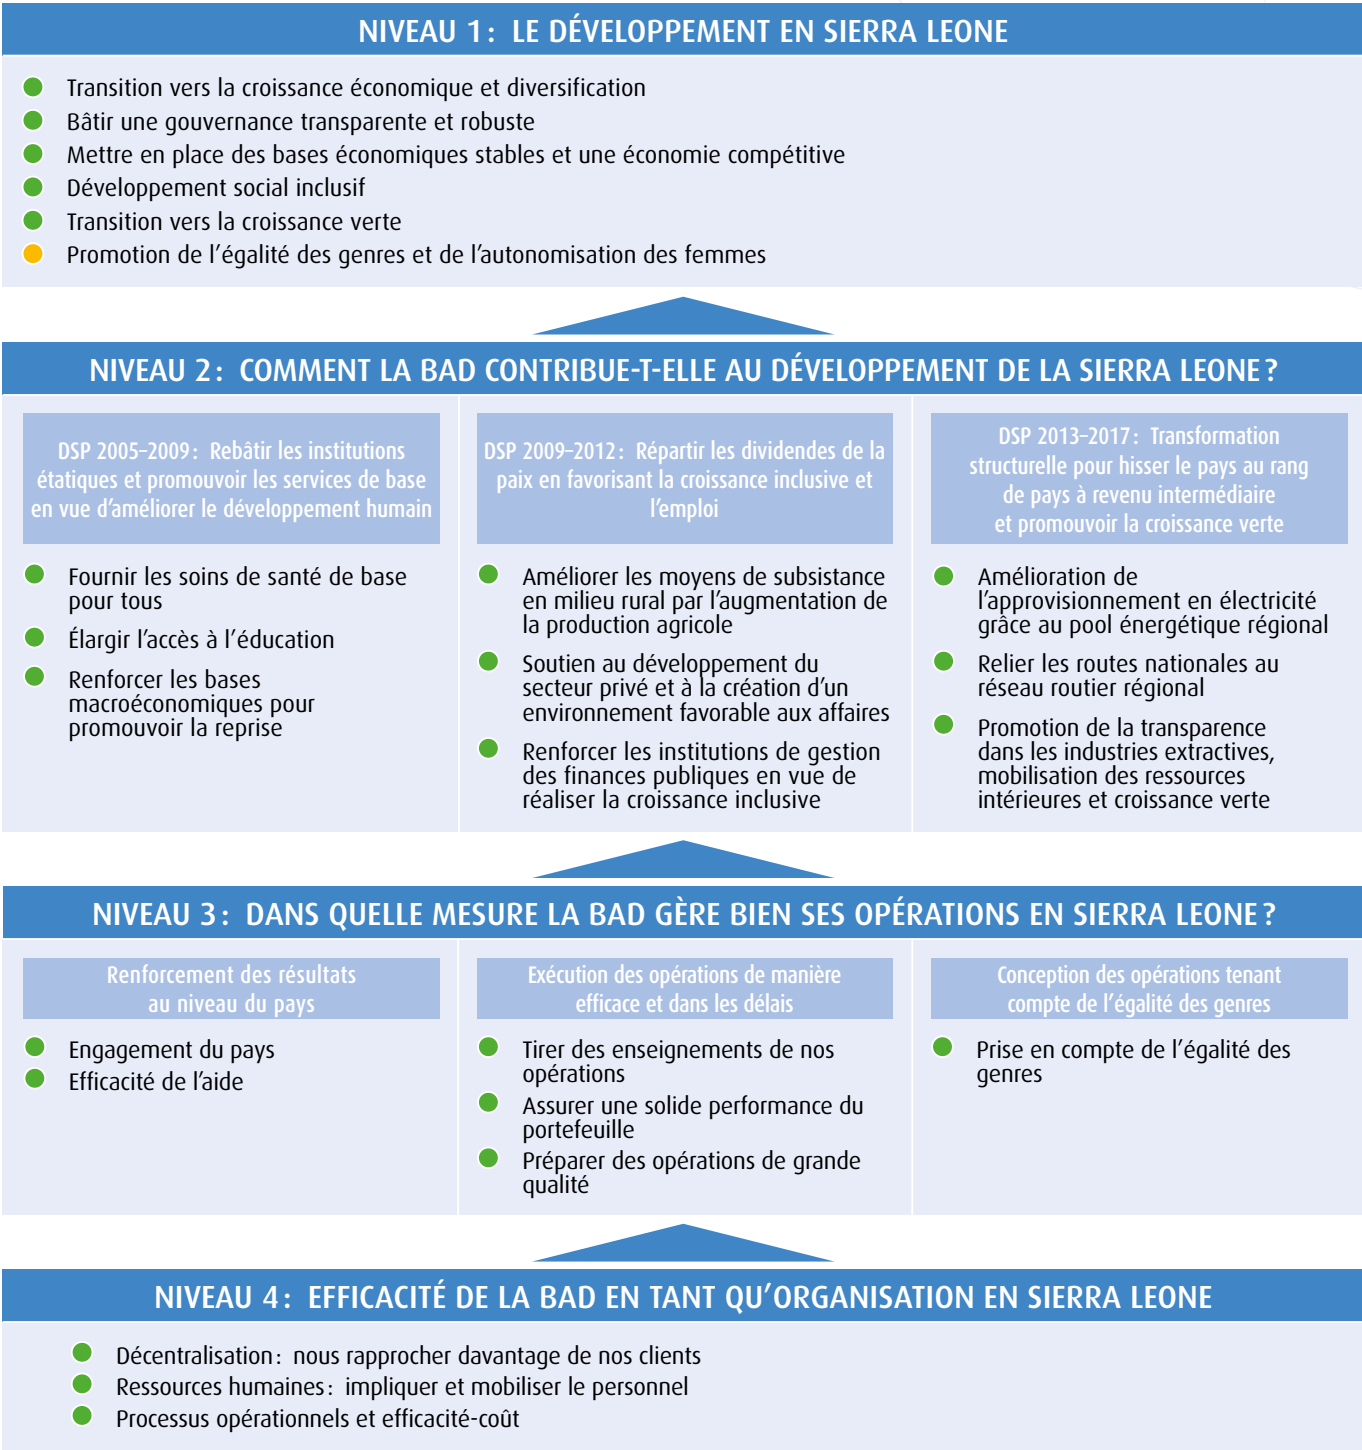 NIVEAU 1 : LE DÉVELOPPEMENT EN SIERRA LEONE
Transition vers la croissance économique et diversification
Bâtir une gouvernance transparente et robuste
Mettre en place des bases économiques stables et une économie compétitive
Développement social inclusif
Transition vers la croissance verte
Promotion de l'égalité des genres et de l'autonomisation des femmes
NIVEAU 2 : COMMENT LA BAD CONTRIBUE-T-ELLE AU DÉVELOPPEMENT DE LA SIERRA LEONE ?
DSP 2005–2009 : Rebâtir les institutions
étatiques et promouvoir les services de base
en vue d'améliorer le développement humain
Fournir les soins de santé de base
pour tous
Élargir l'accès à l'éducation
Renforcer les bases
macroéconomiques pour
promouvoir la reprise
DSP 2009–2012 : Répartir les dividendes de la
paix en favorisant la croissance inclusive et
l'emploi
Améliorer les moyens de subsistance
en milieu rural par l'augmentation de
la production agricole
Soutien au développement du
secteur privé et à la création d'un
environnement favorable aux affaires
Renforcer les institutions de gestion
des finances publiques en vue de
réaliser la croissance inclusive
DSP 2013–2017 : Transformation
structurelle pour hisser le pays au rang
de pays à revenu intermédiaire
et promouvoir la croissance verte
Amélioration de
l'approvisionnement en électricité
grâce au pool énergétique régional
Relier les routes nationales au
réseau routier régional
Promotion de la transparence
dans les industries extractives,
mobilisation des ressources
intérieures et croissance verte
NIVEAU 3 : DANS QUELLE MESURE LA BAD GÈRE BIEN SES OPÉRATIONS EN SIERRA LEONE ?
Renforcement des résultats
au niveau du pays
Engagement du pays
Efficacité de l'aide
Exécution des opérations de manière
efficace et dans les délais
Tirer des enseignements de nos
opérations
Assurer une solide performance du
portefeuille
Préparer des opérations de grande
qualité
Conception des opérations tenant
compte de l'égalité des genres
Prise en compte de l'égalité des
genres
NIVEAU 4 : EFFICACITÉ DE LA BAD EN TANT QU'ORGANISATION EN SIERRA LEONE
Décentralisation : nous rapprocher davantage de nos clients
Ressources humaines : impliquer et mobiliser le personnel
Processus opérationnels et efficacité-coût